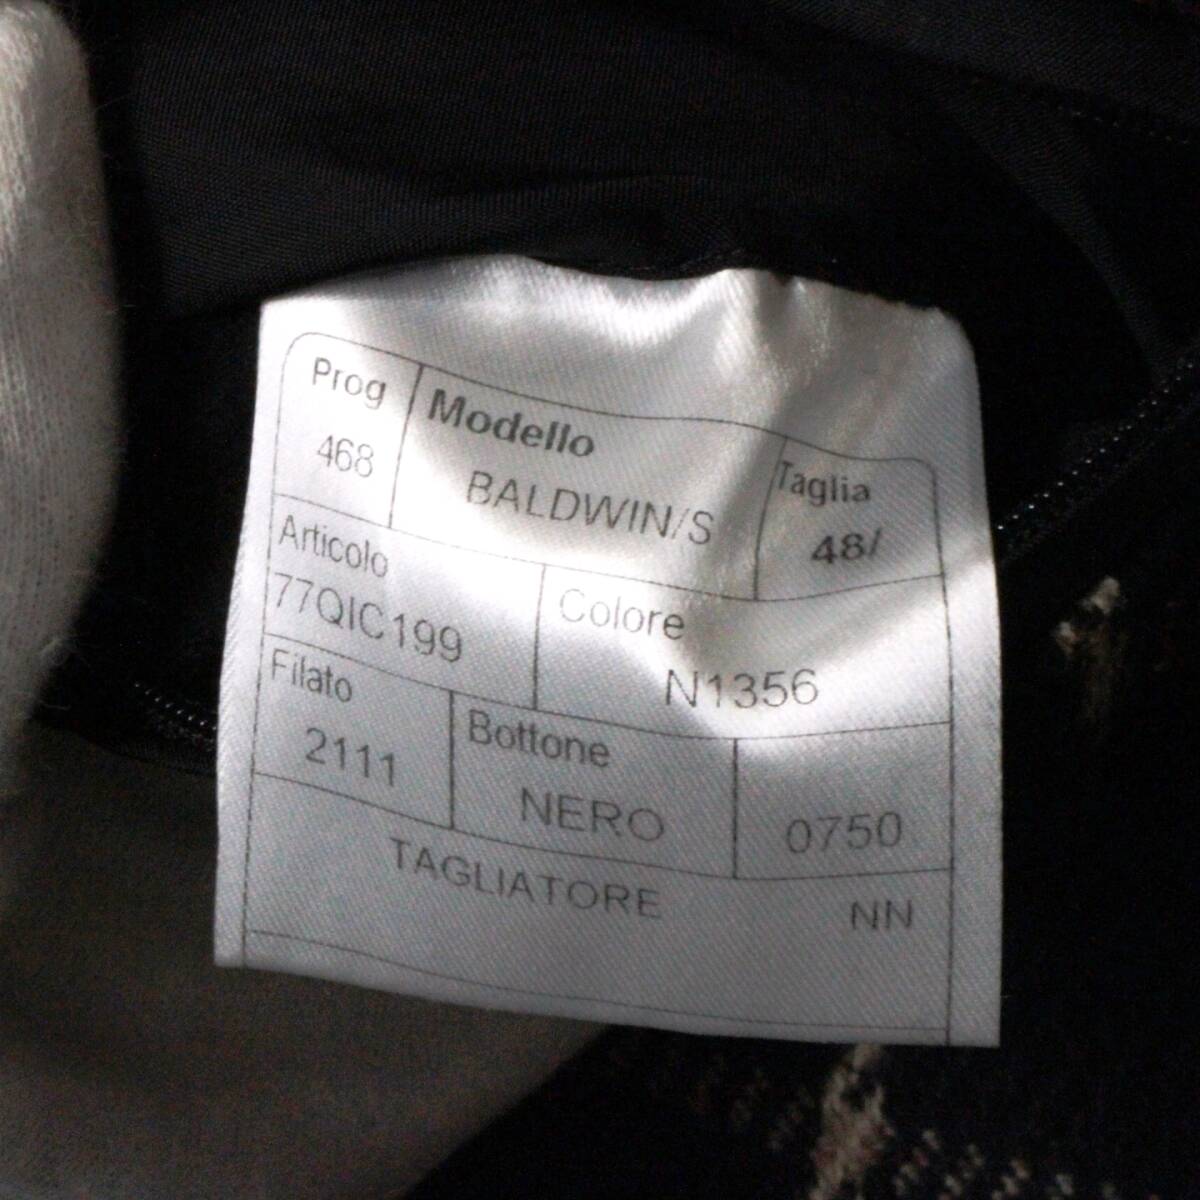 Prog Modello Taglia
468 BALDWIN/S 48/
Articolo Colore
77QIC199 N1356
Filato Bottone
2111 NERO 0750
TAGLIATORE NN